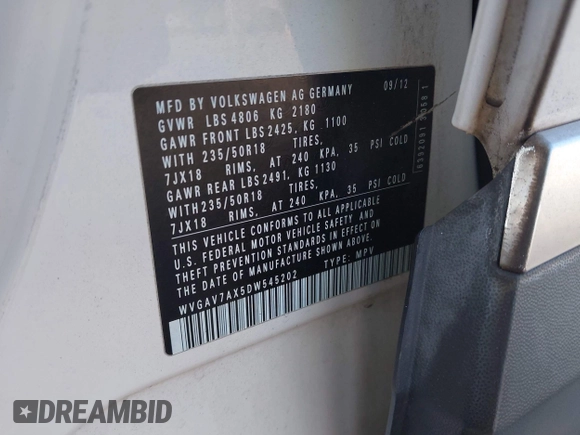 MFD BY VOLKSWAGEN AG GERMANY 09/12
GVWR LBS 4806 KG 2180
GAWR FRONT LBS 2425, KG 1100
WITH 235/50R18 TIRES,
7JX18 RIMS, AT 240 KPA, 35 PSI COLD
GAWR REAR LBS 2491, KG 1130
WITH 235/50R18 TIRES,
7JX18 RIMS, AT 240 KPA, 35 PSI COLD
THIS VEHICLE CONFORMS TO ALL APPLICABLE
U.S. FEDERAL MOTOR VEHICLE SAFETY AND
THEFT PREVENTION STANDARDS IN EFFECT ON
THE DATE OF MANUFACTURE SHOWN ABOVE.
WVGAV7AX5DW545202 TYPE: MPV
DREAMBID